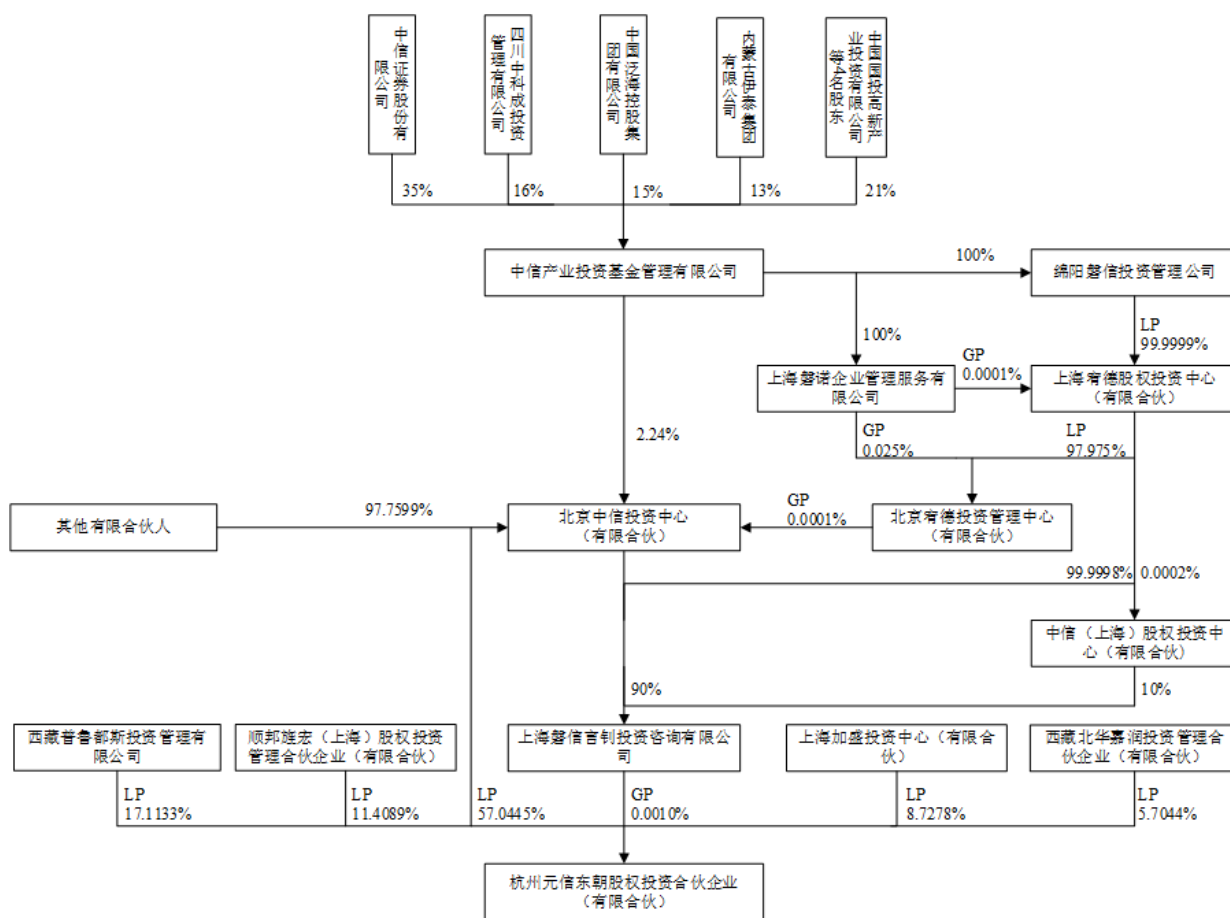 中信证券股份有
限公司
四川中科成投资
管理有限公司
中国泛海控股集
团有限公司
内蒙古伊泰集团
有限公司
中国国投高新产
业投资有限公司
等4名股东
35%
16%
15%
13%
21%
中信产业投资基金管理有限公司
100%
绵阳磐信投资管理公司
100%
LP
99.9999%
上海磐诺企业管理服务有
限公司
GP
0.0001%
上海宥德股权投资中心
（有限合伙）
2.24%
GP
0.025%
LP
97.975%
其他有限合伙人
97.7599%
北京中信投资中心
（有限合伙）
GP
0.0001%
北京宥德投资管理中心
（有限合伙）
99.9998%
0.0002%
中信（上海）股权投资中
心（有限合伙）
90%
10%
西藏普鲁都斯投资管理有
限公司
顺邦旌宏（上海）股权投资
管理合伙企业（有限合伙）
上海磐信言钊投资咨询有限公司
上海加盛投资中心（有限合
伙）
西藏北华嘉润投资管理合
伙企业（有限合伙）
LP
17.1133%
LP
11.4089%
LP
57.0445%
GP
0.0010%
LP
8.7278%
LP
5.7044%
杭州元信东朝股权投资合伙企业
（有限合伙）